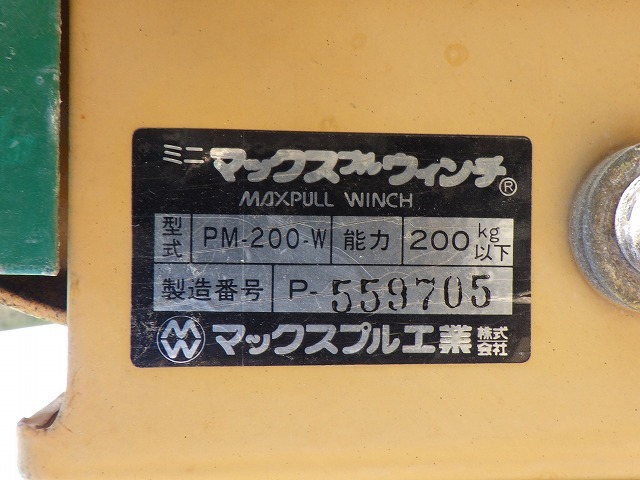 ミニ マックスプルウィンチ®
MAXPULL WINCH
型式 PM-200-W 能力 200 kg以下
製造番号 P-559705
マックスプル工業 株式会社